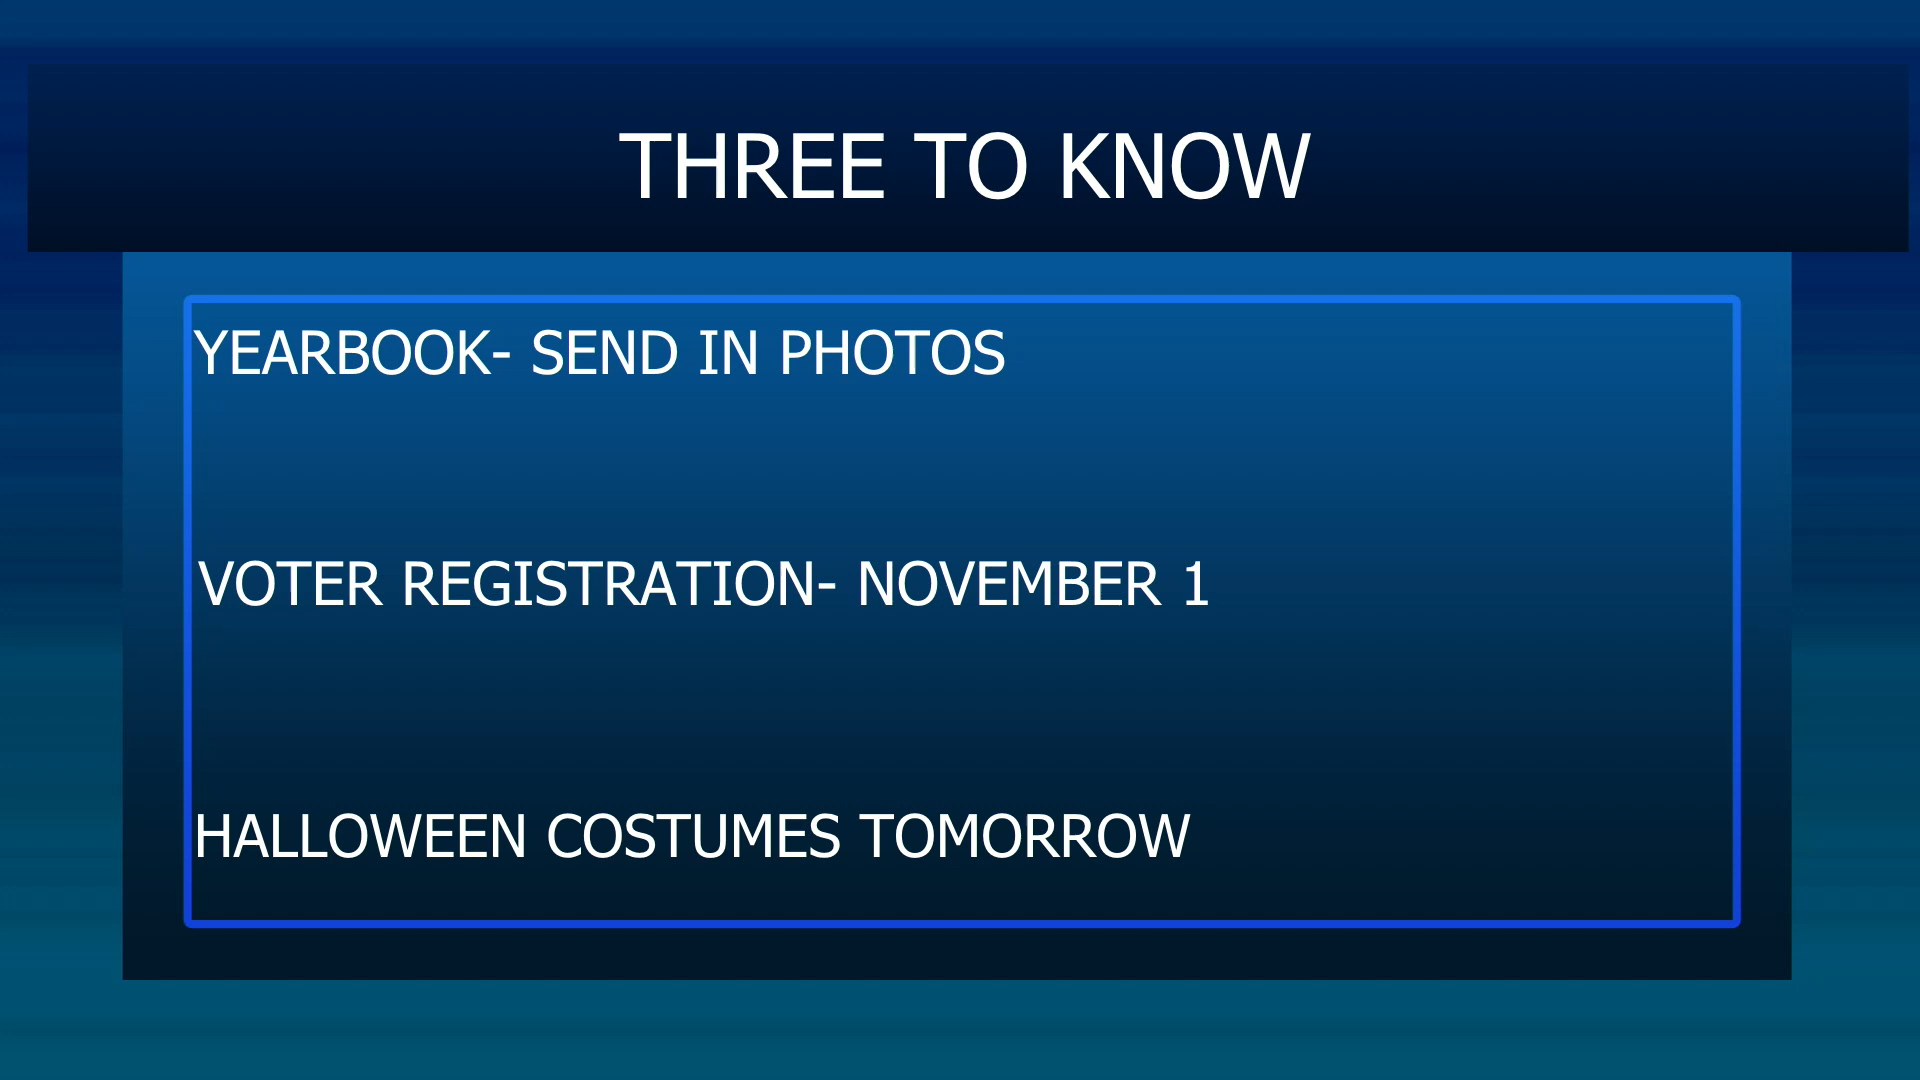 THREE TO KNOW
YEARBOOK- SEND IN PHOTOS
VOTER REGISTRATION- NOVEMBER 1
HALLOWEEN COSTUMES TOMORROW